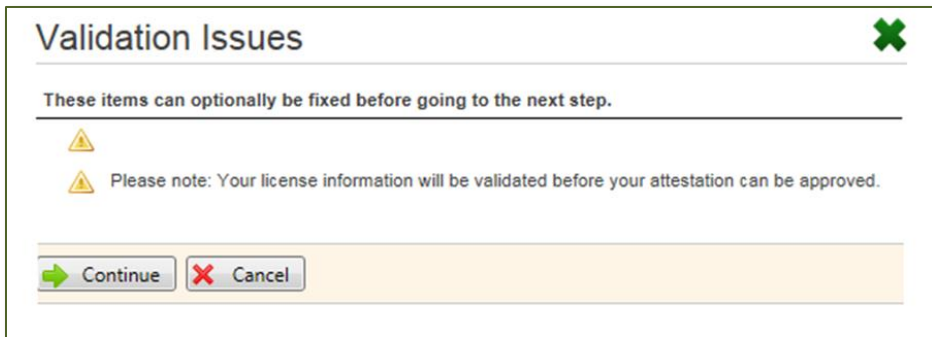 Validation Issues
These items can optionally be fixed before going to the next step.
Please note: Your license information will be validated before your attestation can be approved.
Continue Cancel